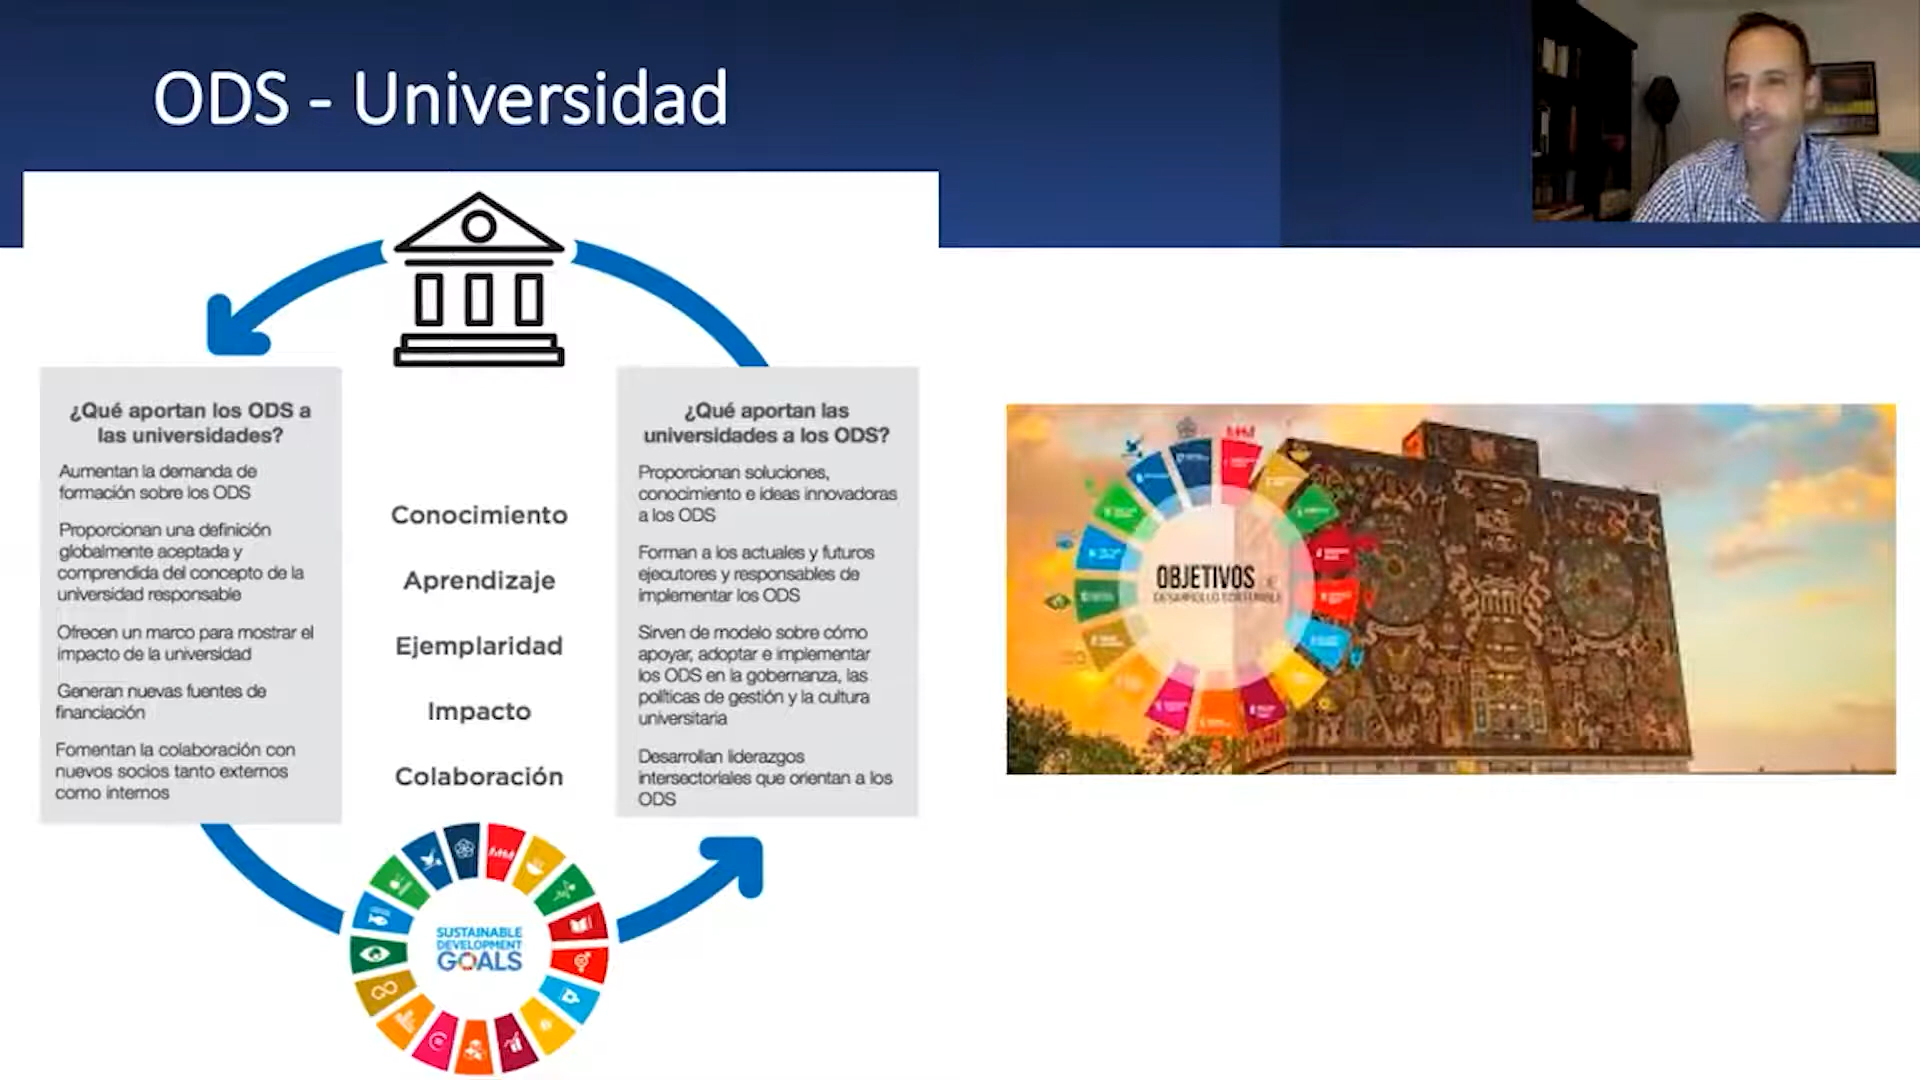 ODS - Universidad
¿Qué aportan los ODS a
las universidades?
Aumentan la demanda de
formación sobre los ODS
Proporcionan una definición
globalmente aceptada y
comprendida del concepto de la
universidad responsable
Ofrecen un marco para mostrar el
impacto de la universidad
Generan nuevas fuentes de
financiación
Fomentan la colaboración con
nuevos socios tanto externos
como internos
Conocimiento
Aprendizaje
Ejemplaridad
Impacto
Colaboración
¿Qué aportan las
universidades a los ODS?
Proporcionan soluciones,
conocimiento e ideas innovadoras
a los ODS
Forman a los actuales y futuros
ejecutores y responsables de
implementar los ODS
Sirven de modelo sobre cómo
apoyar, adoptar e implementar
los ODS en la gobernanza, las
políticas de gestión y la cultura
universitaria
Desarrollan liderazgos
intersectoriales que orientan a los
ODS
SUSTAINABLE
DEVELOPMENT
GOALS
OBJETIVOS DE
DESARROLLO SOSTENIBLE